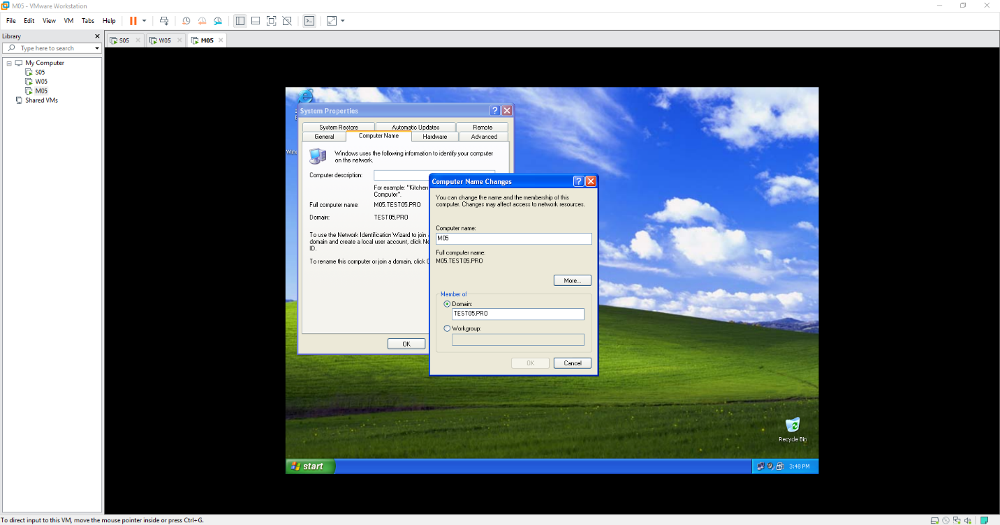 M05 - VMware Workstation
File Edit View VM Tabs Help
Library
Type here to search
My Computer
S05
W05
M05
Shared VMs
S05 W05 M05
System Properties
System Restore Automatic Updates Remote
General Computer Name Hardware Advanced
Windows uses the following information to identify your computer
on the network.
Computer description:
For example: "Kitchen
Computer".
Full computer name: M05.TEST05.PRO
Domain: TEST05.PRO
To use the Network Identification Wizard to join
domain and create a local user account, click Ne
ID.
To rename this computer or join a domain, click
OK
Computer Name Changes
You can change the name and the membership of this
computer. Changes may affect access to network resources.
Computer name:
M05
Full computer name:
M05.TEST05.PRO
More...
Member of
Domain:
TEST05.PRO
Workgroup:
OK Cancel
Recycle Bin
start
3:48 PM
To direct input to this VM, move the mouse pointer inside or press Ctrl+G.